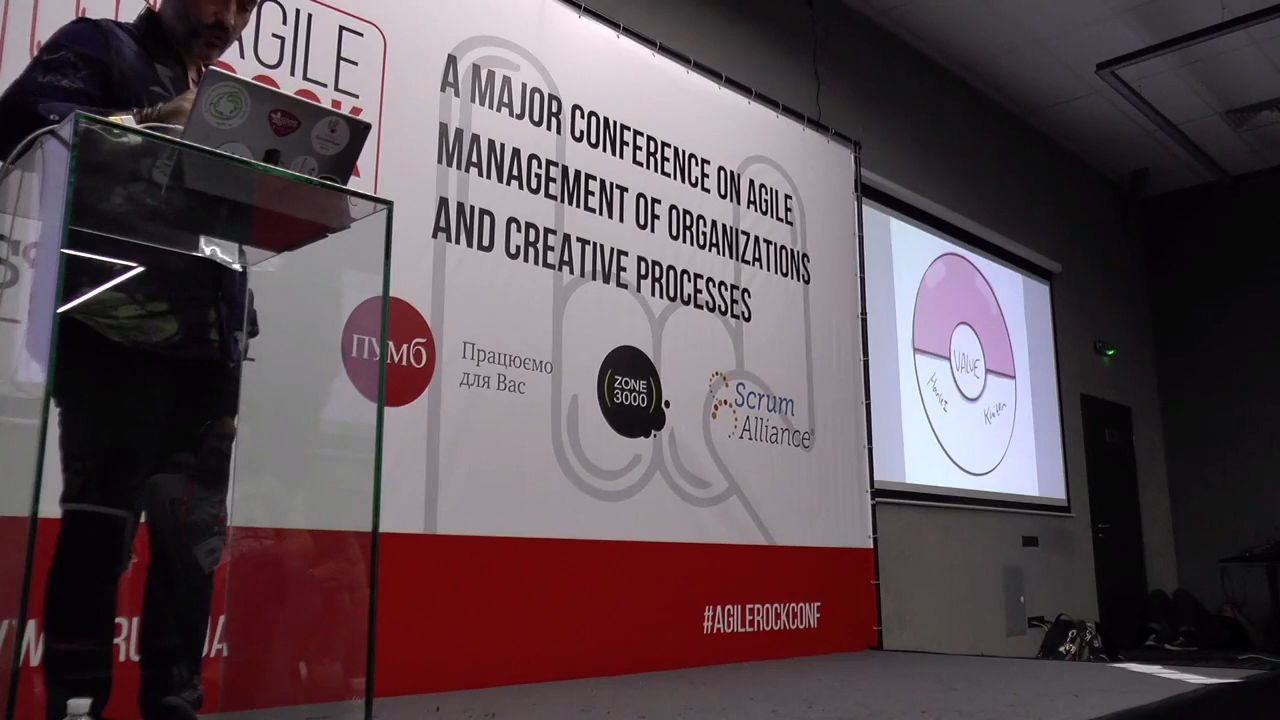 AGILE
A MAJOR CONFERENCE ON AGILE
MANAGEMENT OF ORGANIZATIONS
AND CREATIVE PROCESSES
ПУМБ
Працюємо
для Вас
ZONE
3000
Scrum
Alliance
#AGILEROCKCONF
VALUE